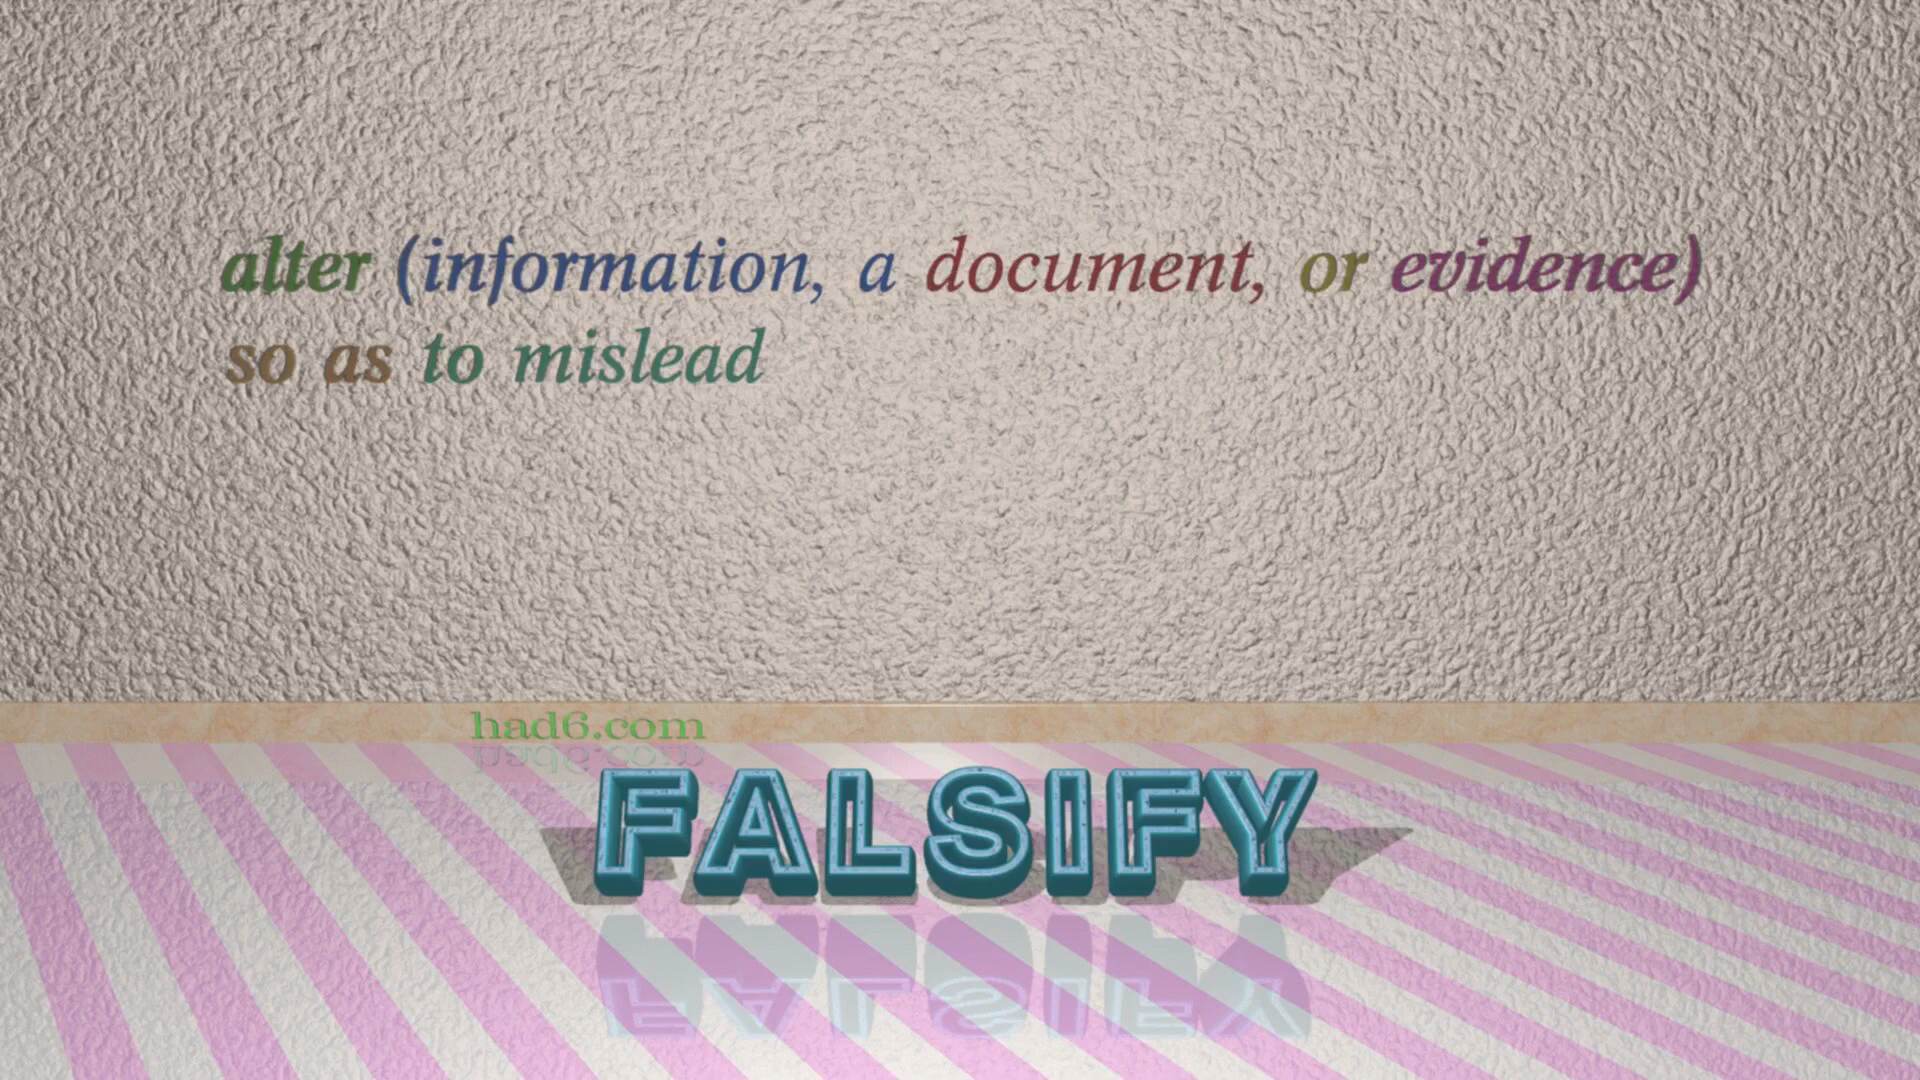 alter (information, a document, or evidence)
so as to mislead
had6.com
FALSIFY